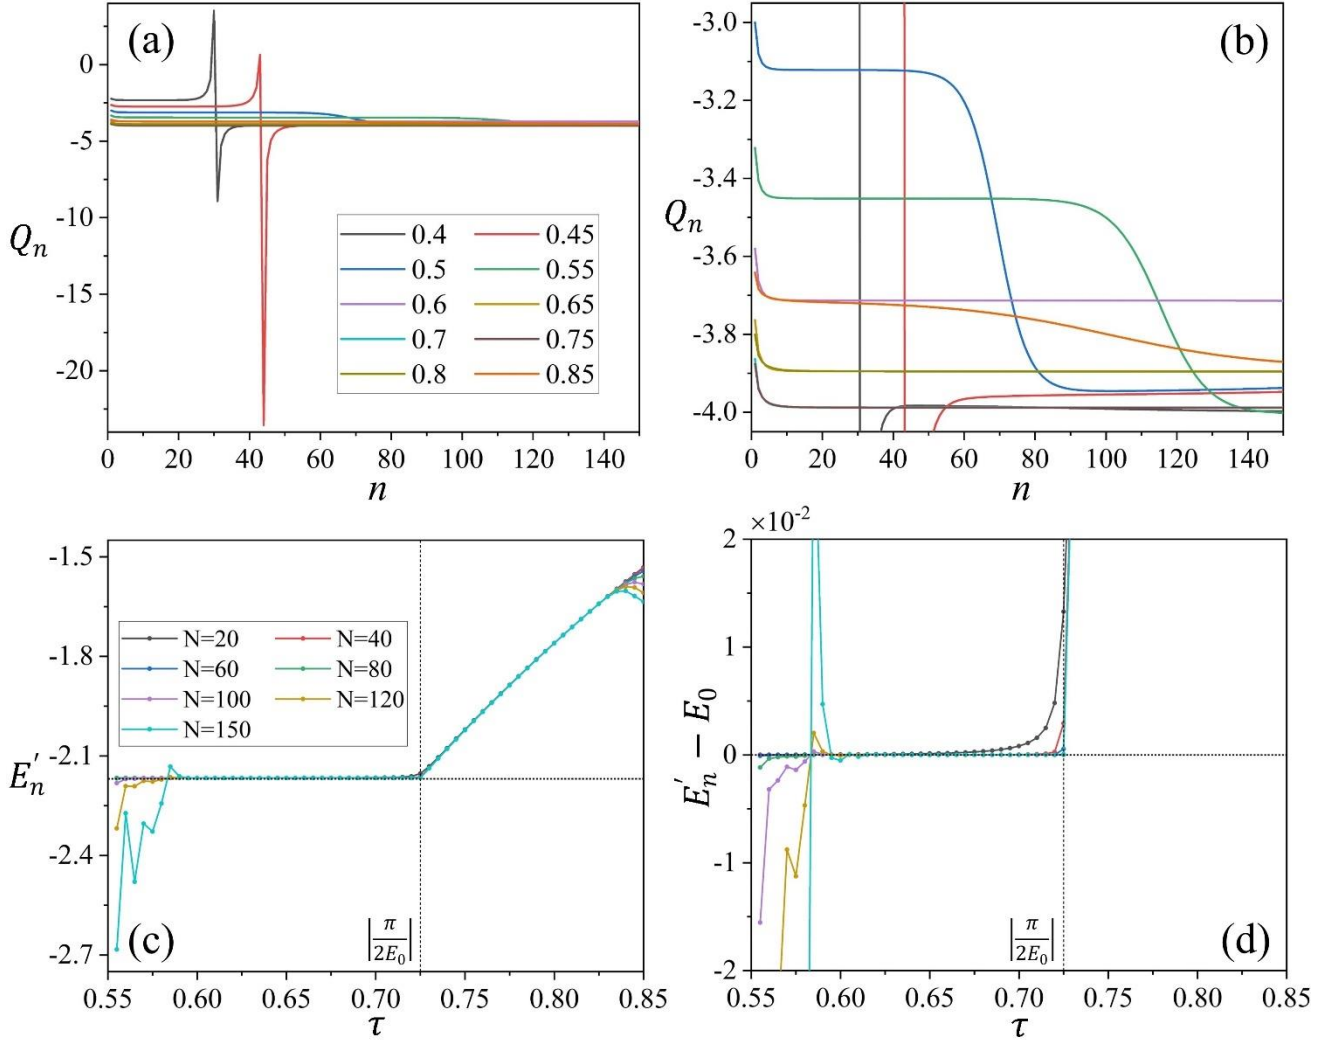 (a)
0
-5
-10
-15
-20
Q_n
0 20 40 60 80 100 120 140
n
0.4 0.45
0.5 0.55
0.6 0.65
0.7 0.75
0.8 0.85
(b)
-3.0
-3.2
-3.4
-3.6
-3.8
-4.0
Q_n
0 20 40 60 80 100 120 140
n
(c)
-1.5
-1.8
-2.1
-2.4
-2.7
E'_n
N=20 N=40
N=60 N=80
N=100 N=120
N=150
|π/2E_0|
0.55 0.60 0.65 0.70 0.75 0.80 0.85
τ
(d)
×10^-2
2
1
0
-1
-2
E'_n − E_0
|π/2E_0|
0.55 0.60 0.65 0.70 0.75 0.80 0.85
τ